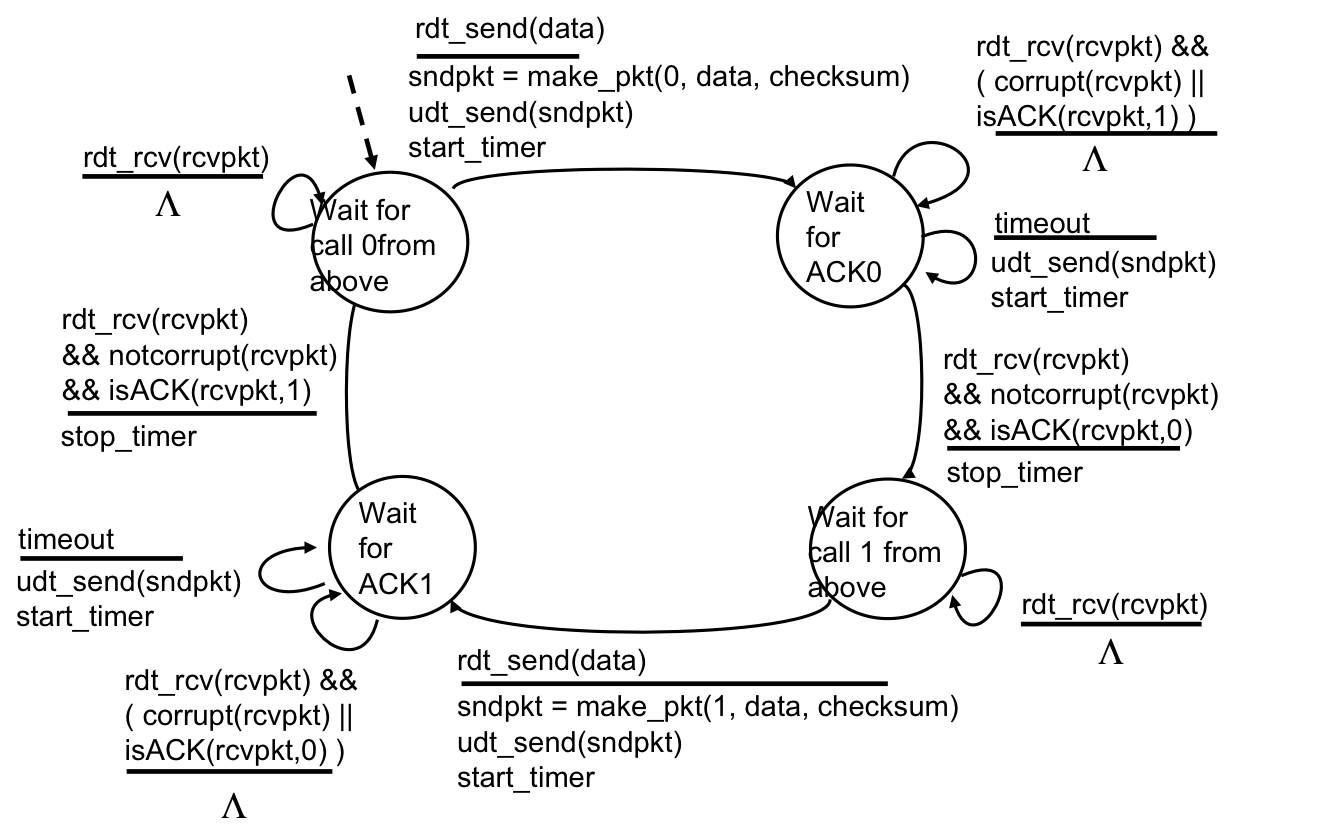 rdt_send(data)
sndpkt = make_pkt(0, data, checksum)
udt_send(sndpkt)
start_timer
rdt_rcv(rcvpkt) &&
( corrupt(rcvpkt) ||
isACK(rcvpkt,1) )
Λ
rdt_rcv(rcvpkt)
Λ
Wait for
call 0from
above
Wait
for
ACK0
timeout
udt_send(sndpkt)
start_timer
rdt_rcv(rcvpkt)
&& notcorrupt(rcvpkt)
&& isACK(rcvpkt,1)
stop_timer
rdt_rcv(rcvpkt)
&& notcorrupt(rcvpkt)
&& isACK(rcvpkt,0)
stop_timer
Wait
for
ACK1
Wait for
call 1 from
above
timeout
udt_send(sndpkt)
start_timer
rdt_rcv(rcvpkt)
Λ
rdt_rcv(rcvpkt) &&
( corrupt(rcvpkt) ||
isACK(rcvpkt,0) )
Λ
rdt_send(data)
sndpkt = make_pkt(1, data, checksum)
udt_send(sndpkt)
start_timer